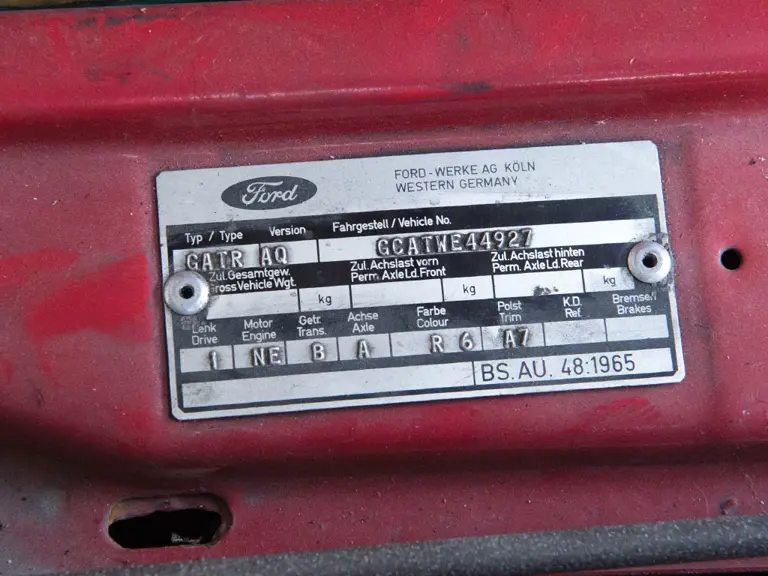 Ford
FORD-WERKE AG KÖLN
WESTERN GERMANY
Typ / Type Version Fahrgestell / Vehicle No.
GATR AQ GCATWE44927
Zul.Gesamtgew. Zul.Achslast vorn Zul.Achslast hinten
Gross Vehicle Wgt. Perm. Axle Ld. Front Perm. Axle Ld. Rear
kg kg kg
Lenk Motor Getr. Achse Farbe Polst K.D. Bremsen
Drive Engine Trans. Axle Colour Trim Ref. Brakes
1 NE B A R 6 A7
BS.AU. 48:1965